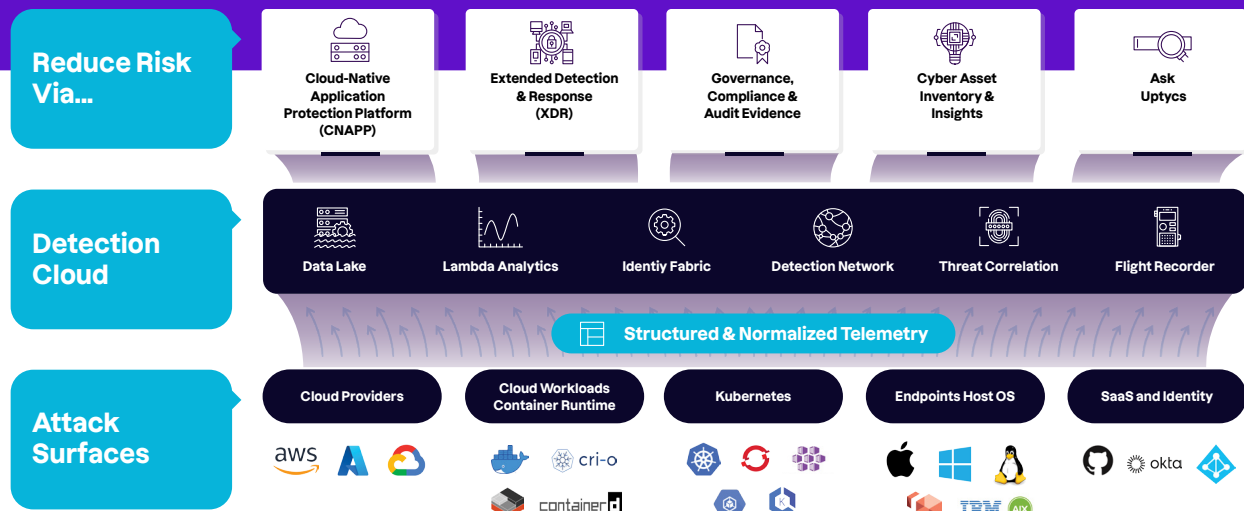 Reduce Risk
Via...
Cloud-Native
Application
Protection Platform
(CNAPP)
Extended Detection
& Response
(XDR)
Governance,
Compliance &
Audit Evidence
Cyber Asset
Inventory &
Insights
Ask
Uptycs
Detection
Cloud
Data Lake
Lambda Analytics
Identiy Fabric
Detection Network
Threat Correlation
Flight Recorder
Structured & Normalized Telemetry
Attack
Surfaces
Cloud Providers
Cloud Workloads
Container Runtime
Kubernetes
Endpoints Host OS
SaaS and Identity
aws
cri-o
okta
containerd
K
IBM
AIX